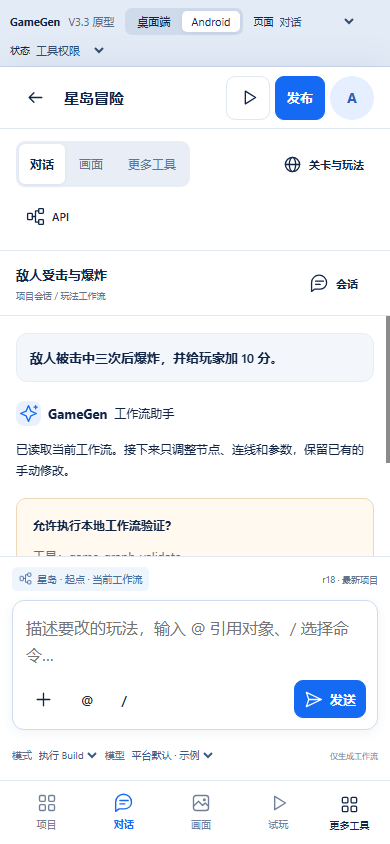 GameGen V3.3 原型 桌面端 Android 页面 对话
状态 工具权限
星岛冒险 发布 A
对话 画面 更多工具 关卡与玩法
API
敌人受击与爆炸
项目会话 / 玩法工作流 会话
敌人被击中三次后爆炸，并给玩家加 10 分。
GameGen 工作流助手
已读取当前工作流。接下来只调整节点、连线和参数，保留已有的
手动修改。
允许执行本地工作流验证？
星岛 · 起点 · 当前工作流 r18 · 最新项目
描述要改的玩法，输入 @ 引用对象、/ 选择命
令...
@ / 发送
模式 执行 Build 模型 平台默认 · 示例 仅生成工作流
项目 对话 画面 试玩 更多工具